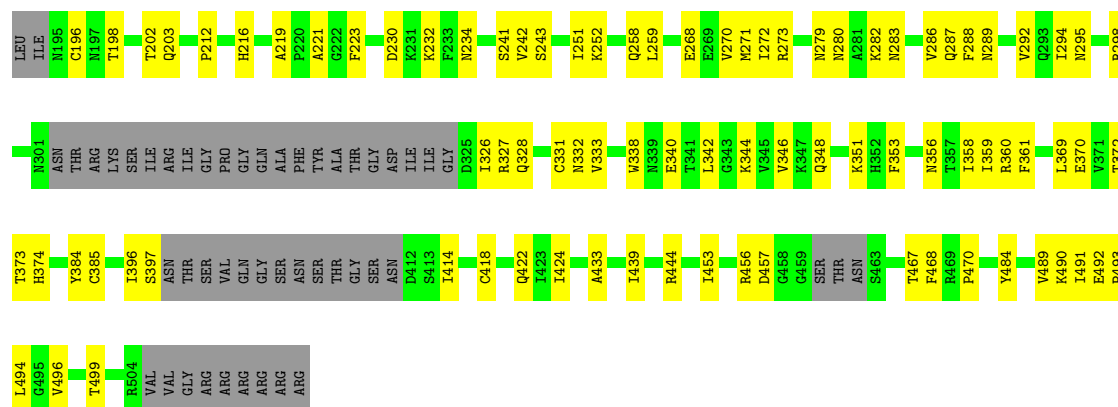 LEU ILE N195 C196 N197 T198 T202 Q203 P212 H216 A219 P220 A221 G222 F223 D230 K231 K232 F233 N234 S241 V242 S243 I251 K252 Q258 L259 E268 E269 V270 M271 I272 R273 N279 N280 A281 K282 N283 V286 Q287 F288 N289 V292 Q293 I294 N295 R298
N301 ASN THR ARG LYS SER ILE ARG ILE GLY PRO GLY GLN ALA PHE TYR ALA THR GLY ASP ILE ILE GLY D325 I326 R327 Q328 C331 N332 V333 W338 N339 E340 T341 L342 G343 K344 V345 V346 K347 Q348 K351 H352 F353 N356 T357 I358 I359 R360 F361 L369 E370 V371 T372
T373 H374 Y384 C385 I396 S397 ASN THR SER VAL GLN GLY SER ASN SER THR GLY SER ASN D412 S413 I414 C418 Q422 I423 I424 A433 I439 R444 I453 R456 D457 G458 G459 SER THR ASN S463 T467 F468 R469 P470 Y484 V489 K490 I491 E492 P493
L494 G495 V496 T499 R504 VAL VAL GLY ARG ARG ARG ARG ARG ARG